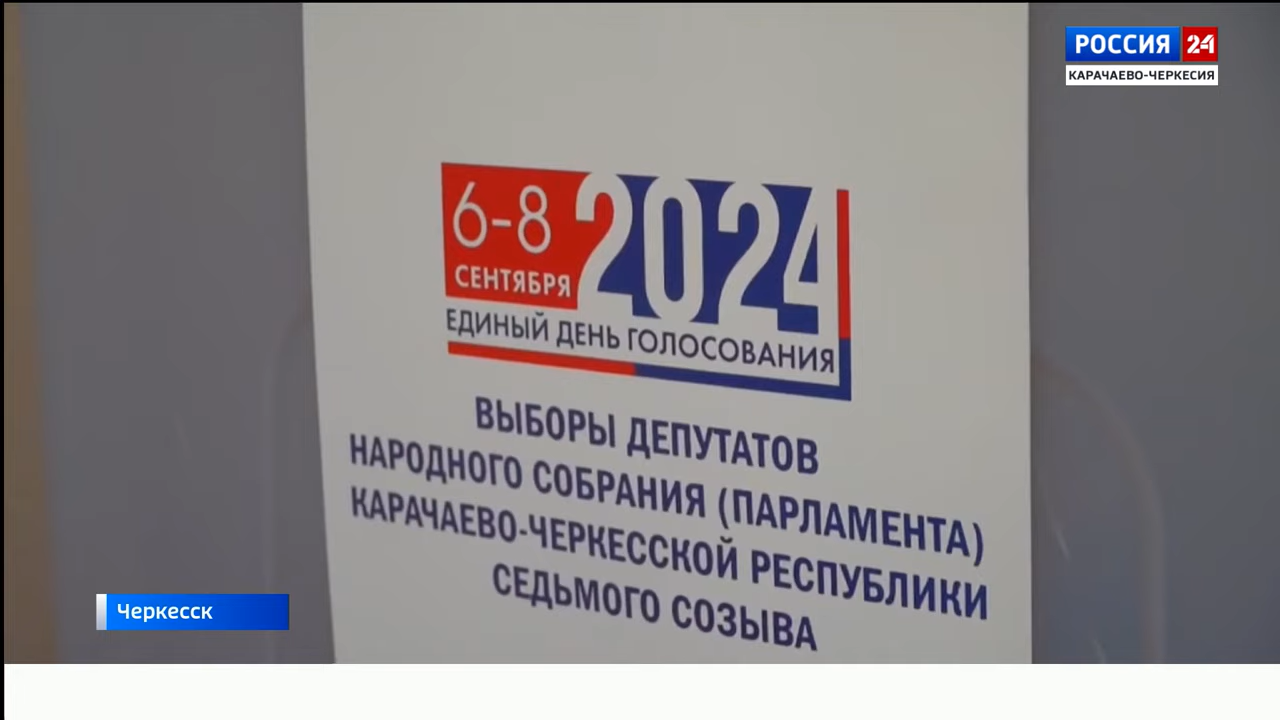 РОССИЯ 24
КАРАЧАЕВО-ЧЕРКЕСИЯ
6-8 2024
СЕНТЯБРЯ
ЕДИНЫЙ ДЕНЬ ГОЛОСОВАНИЯ
ВЫБОРЫ ДЕПУТАТОВ
НАРОДНОГО СОБРАНИЯ (ПАРЛАМЕНТА)
КАРАЧАЕВО-ЧЕРКЕССКОЙ РЕСПУБЛИКИ
СЕДЬМОГО СОЗЫВА
Черкесск